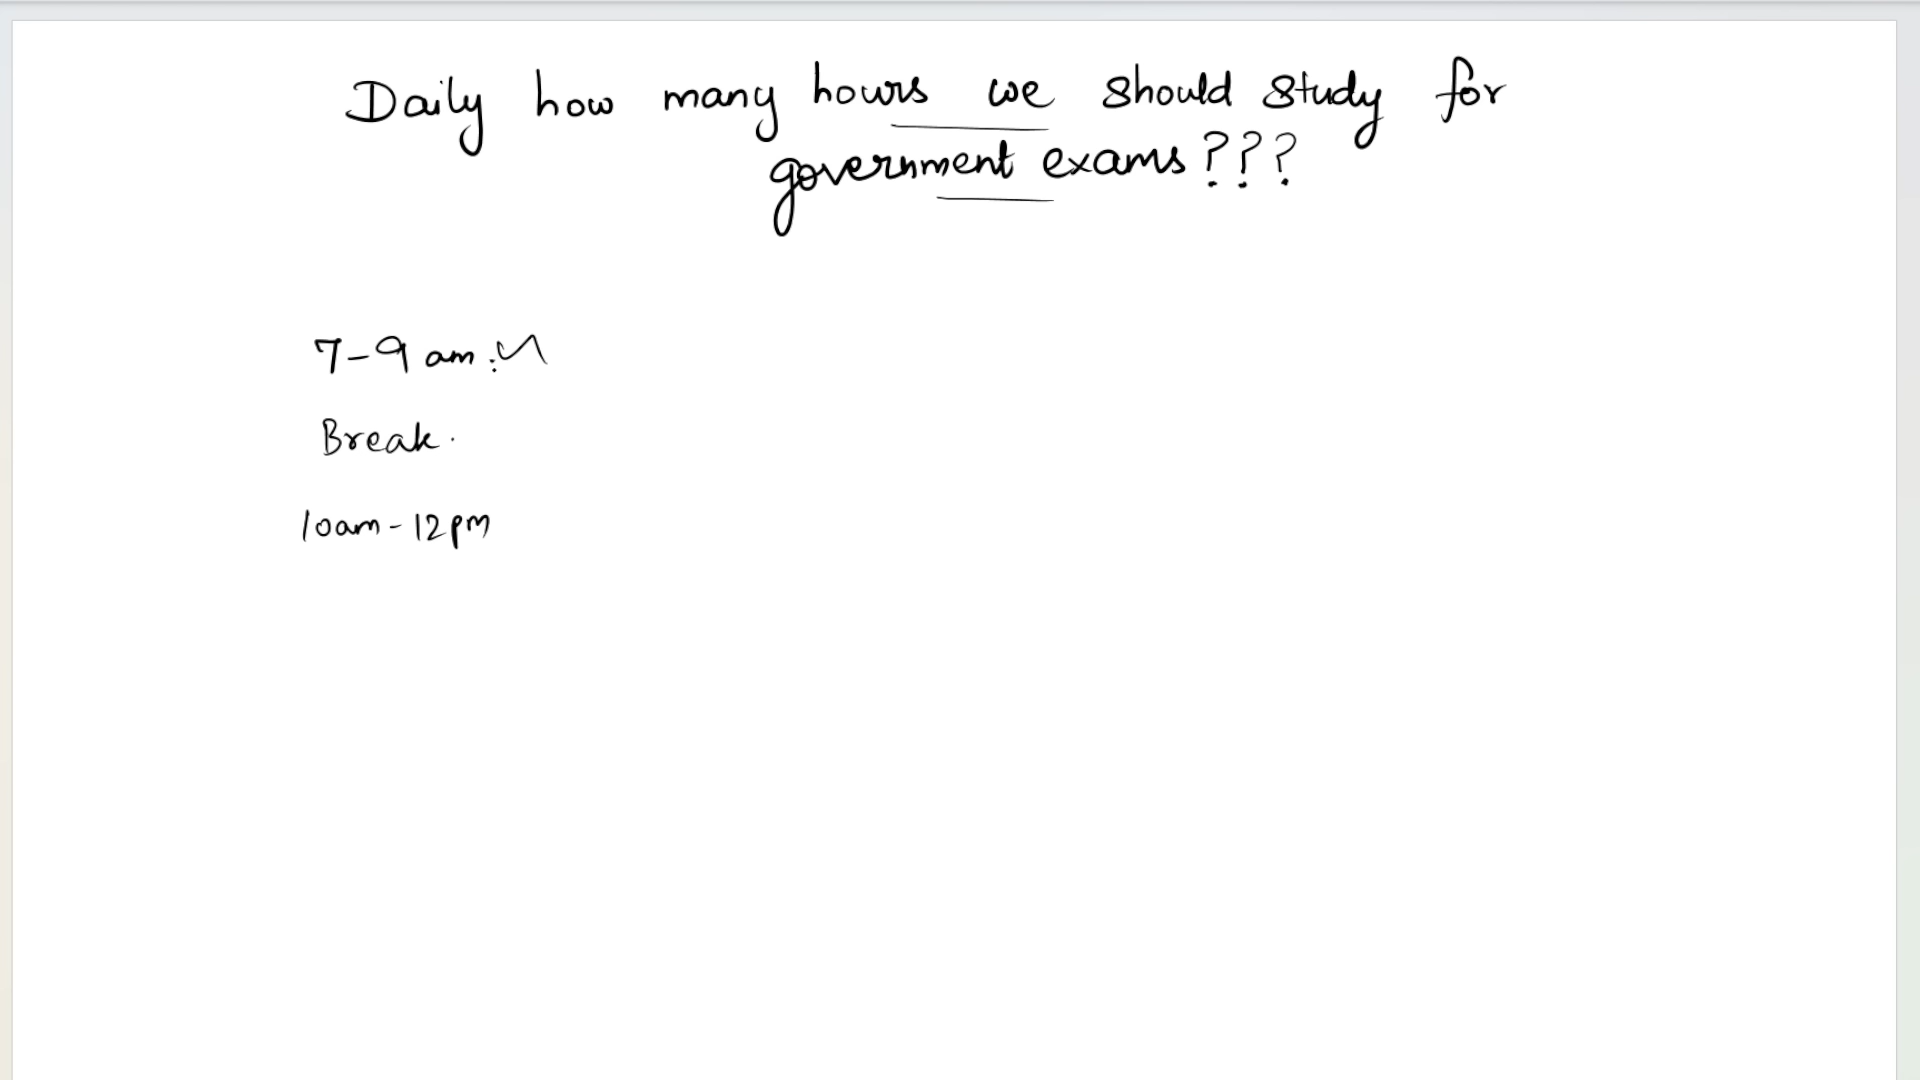 Daily how many hours we should study for
government exams???
7-9 am :
Break.
10am - 12pm